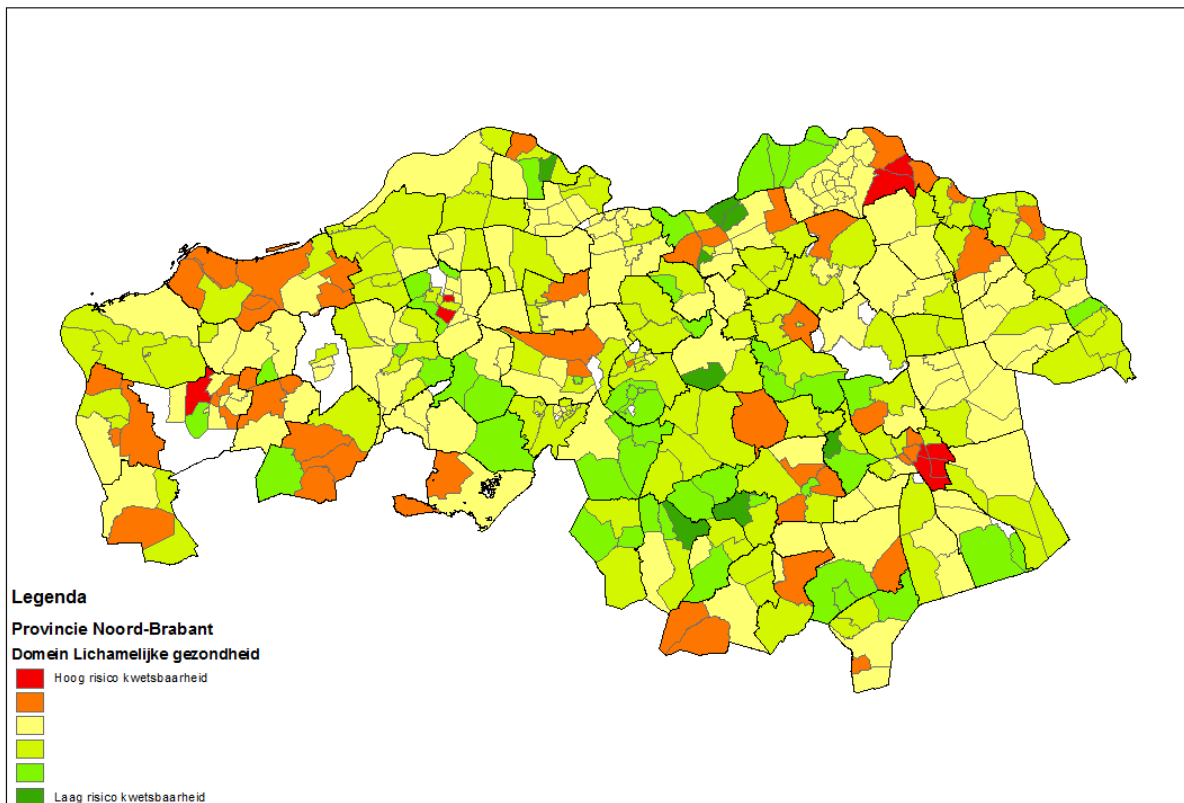 Legenda
Provincie Noord-Brabant
Domein Lichamelijke gezondheid
Hoog risico kwetsbaarheid
Laag risico kwetsbaarheid